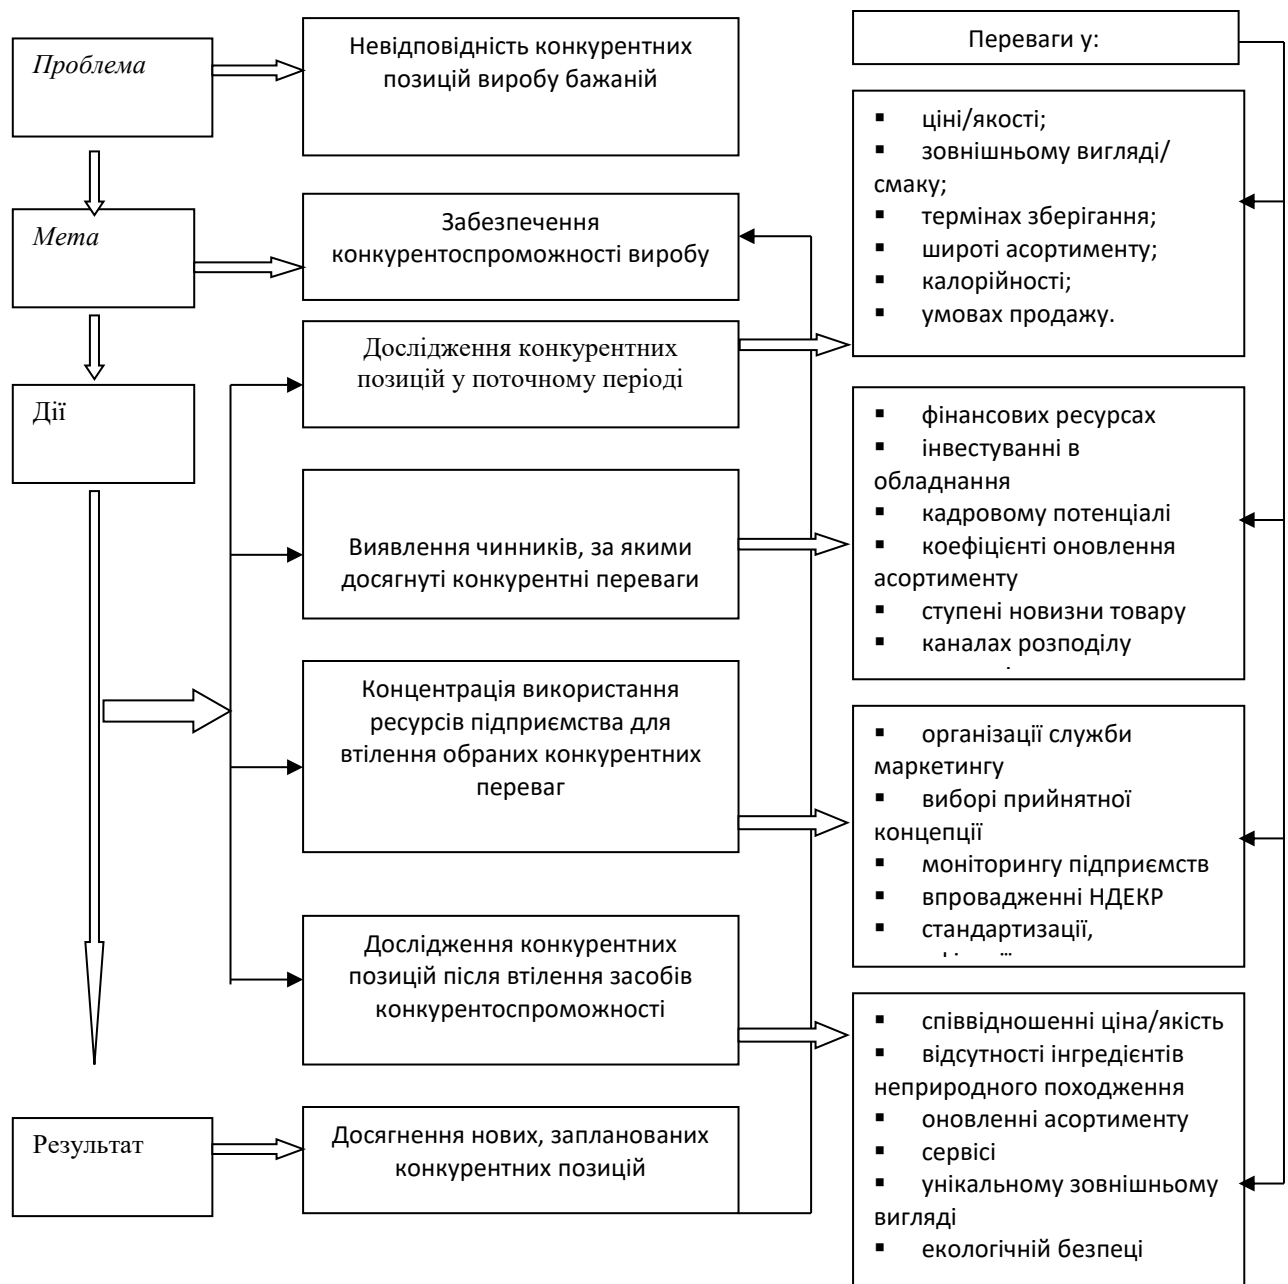 Проблема
Невідповідність конкурентних
позицій виробу бажаній
Мета
Забезпечення
конкурентоспроможності виробу
Дії
Дослідження конкурентних
позицій у поточному періоді
Виявлення чинників, за якими
досягнуті конкурентні переваги
Концентрація використання
ресурсів підприємства для
втілення обраних конкурентних
переваг
Дослідження конкурентних
позицій після втілення засобів
конкурентоспроможності
Результат
Досягнення нових, запланованих
конкурентних позицій
Переваги у:
▪ ціні/якості;
▪ зовнішньому вигляді/
смаку;
▪ термінах зберігання;
▪ широті асортименту;
▪ калорійності;
▪ умовах продажу.
▪ фінансових ресурсах
▪ інвестуванні в
обладнання
▪ кадровому потенціалі
▪ коефіцієнті оновлення
асортименту
▪ ступені новизни товару
▪ каналах розподілу
▪ організації служби
маркетингу
▪ виборі прийнятної
концепції
▪ моніторингу підприємств
▪ впровадженні НДЕКР
▪ стандартизації,
▪ співвідношенні ціна/якість
▪ відсутності інгредієнтів
неприродного походження
▪ оновленні асортименту
▪ сервісі
▪ унікальному зовнішньому
вигляді
▪ екологічній безпеці